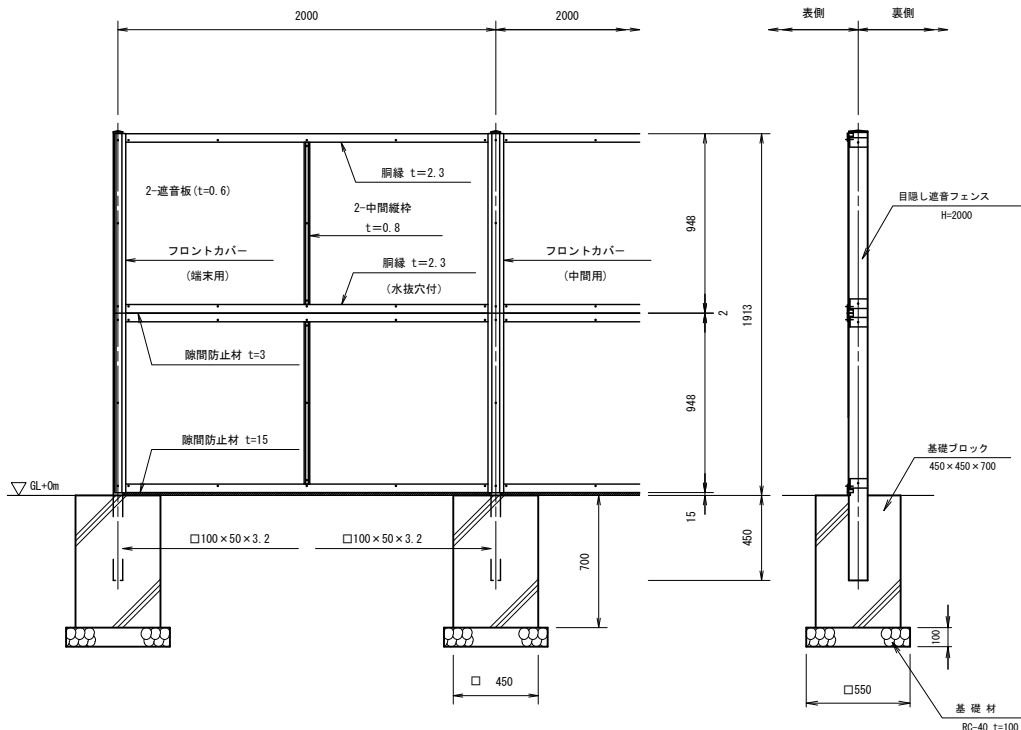 2000
2000
表側
裏側
胴縁 t=2.3
2-遮音板(t=0.6)
2-中間縦枠
t=0.8
フロントカバー
(端末用)
胴縁 t=2.3
(水抜穴付)
フロントカバー
(中間用)
948
2
1913
目隠し遮音フェンス
H=2000
隙間防止材 t=3
948
隙間防止材 t=15
基礎ブロック
450×450×700
GL+0m
15
450
□100×50×3.2
□100×50×3.2
700
100
□ 450
□550
基 礎 材
RC-40 t=100